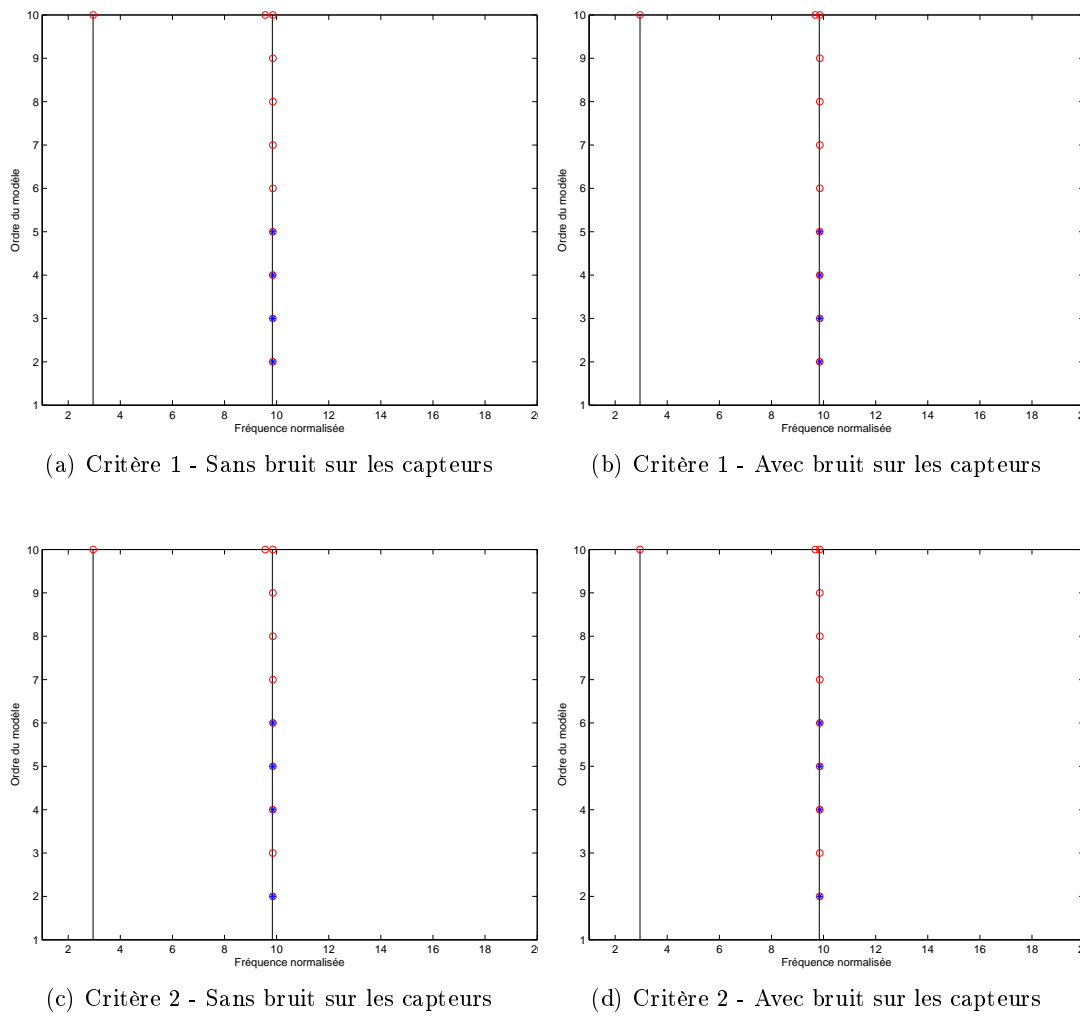 10
9
8
7
6
5
4
3
2
1
Ordre du modèle
2 4 6 8 10 12 14 16 18 2
Fréquence normalisée
(a) Critère 1 - Sans bruit sur les capteurs
10
9
8
7
6
5
4
3
2
1
Ordre du modèle
2 4 6 8 10 12 14 16 18
Fréquence normalisée
(b) Critère 1 - Avec bruit sur les capteurs
10
9
8
7
6
5
4
3
2
1
Ordre du modèle
2 4 6 8 10 12 14 16 18 2
Fréquence normalisée
(c) Critère 2 - Sans bruit sur les capteurs
10
9
8
7
6
5
4
3
2
1
Ordre du modèle
2 4 6 8 10 12 14 16 18
Fréquence normalisée
(d) Critère 2 - Avec bruit sur les capteurs